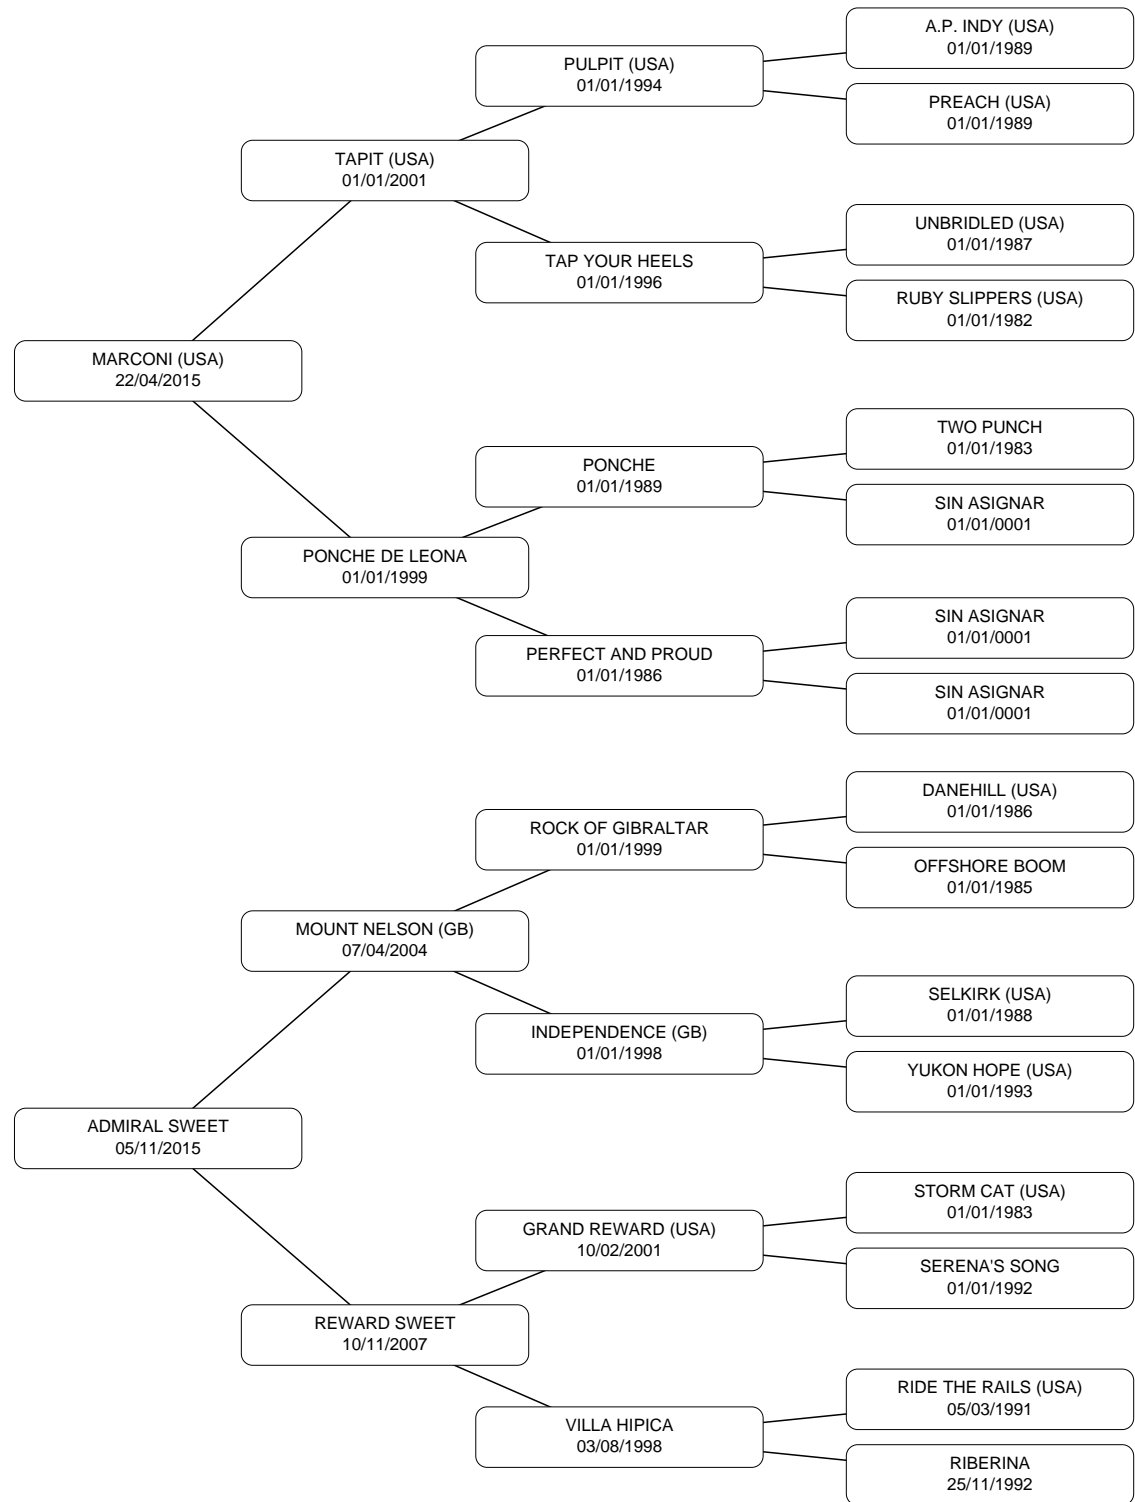 A.P. INDY (USA)
01/01/1989
PULPIT (USA)
01/01/1994
PREACH (USA)
01/01/1989
TAPIT (USA)
01/01/2001
UNBRIDLED (USA)
01/01/1987
TAP YOUR HEELS
01/01/1996
RUBY SLIPPERS (USA)
01/01/1982
MARCONI (USA)
22/04/2015
TWO PUNCH
01/01/1983
PONCHE
01/01/1989
SIN ASIGNAR
01/01/0001
PONCHE DE LEONA
01/01/1999
SIN ASIGNAR
01/01/0001
PERFECT AND PROUD
01/01/1986
SIN ASIGNAR
01/01/0001
DANEHILL (USA)
01/01/1986
ROCK OF GIBRALTAR
01/01/1999
OFFSHORE BOOM
01/01/1985
MOUNT NELSON (GB)
07/04/2004
SELKIRK (USA)
01/01/1988
INDEPENDENCE (GB)
01/01/1998
YUKON HOPE (USA)
01/01/1993
ADMIRAL SWEET
05/11/2015
STORM CAT (USA)
01/01/1983
GRAND REWARD (USA)
10/02/2001
SERENA'S SONG
01/01/1992
REWARD SWEET
10/11/2007
RIDE THE RAILS (USA)
05/03/1991
VILLA HIPICA
03/08/1998
RIBERINA
25/11/1992